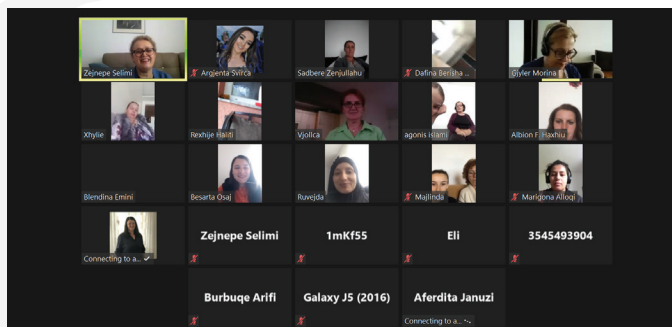 Zejnepe Selimi
Argjenta Svirca
Sadbere Zenjullahu
Dafina Berisha ...
Gjyler Morina
Xhylie
Rexhije Haliti
Vjollca
agonis islami
Albion F. Haxhiu
Blendina Emini
Besarta Osaj
Ruvejda
Majlinda
Marigona Alloqi
Connecting to a...
Zejnepe Selimi
1mKf55
Eli
3545493904
Burbuqe Arifi
Galaxy J5 (2016)
Aferdita Januzi
Connecting to a...